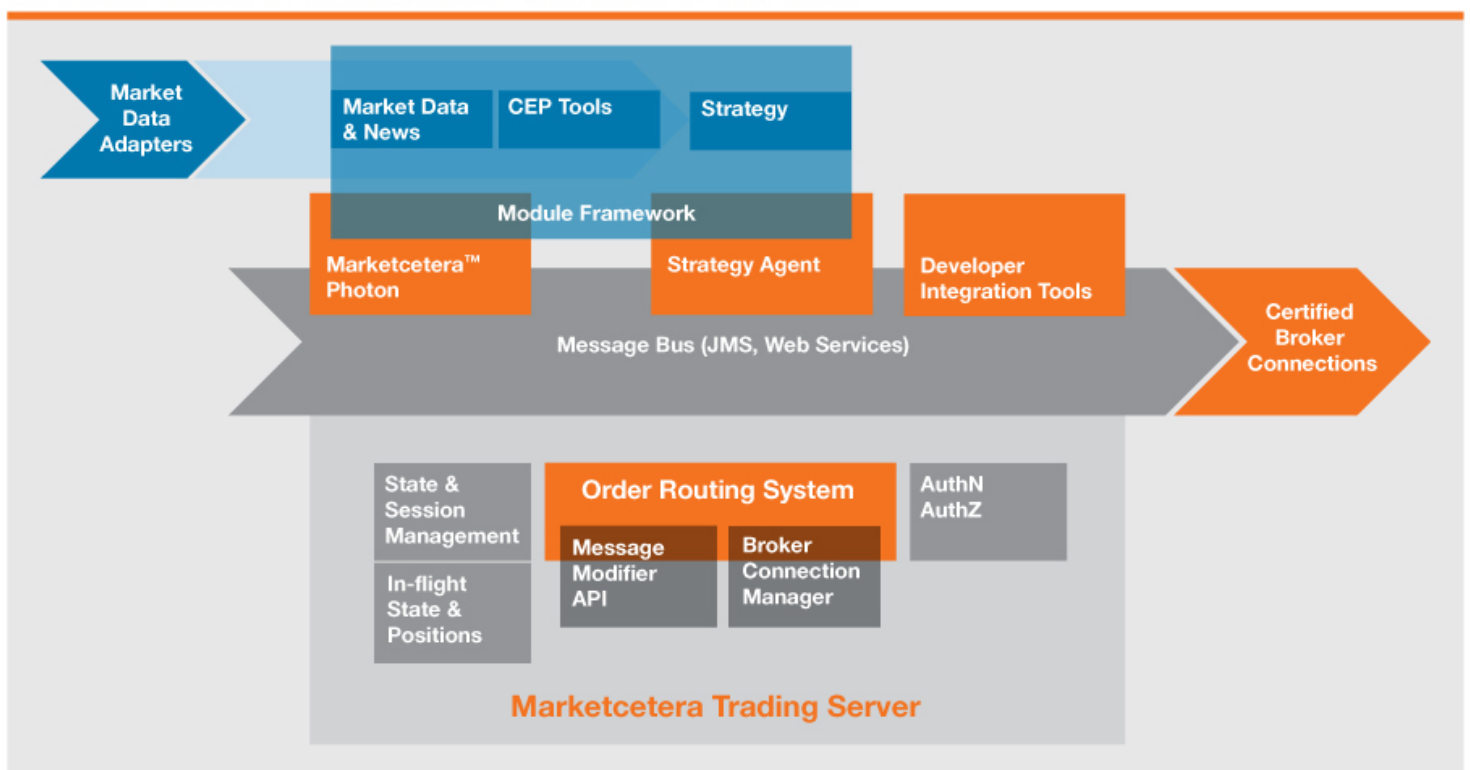 Market
Data
Adapters
Market Data
& News
CEP Tools
Strategy
Module Framework
Marketcetera™
Photon
Strategy Agent
Developer
Integration Tools
Message Bus (JMS, Web Services)
Certified
Broker
Connections
State &
Session
Management
In-flight
State &
Positions
Order Routing System
Message
Modifier
API
Broker
Connection
Manager
AuthN
AuthZ
Marketcetera Trading Server